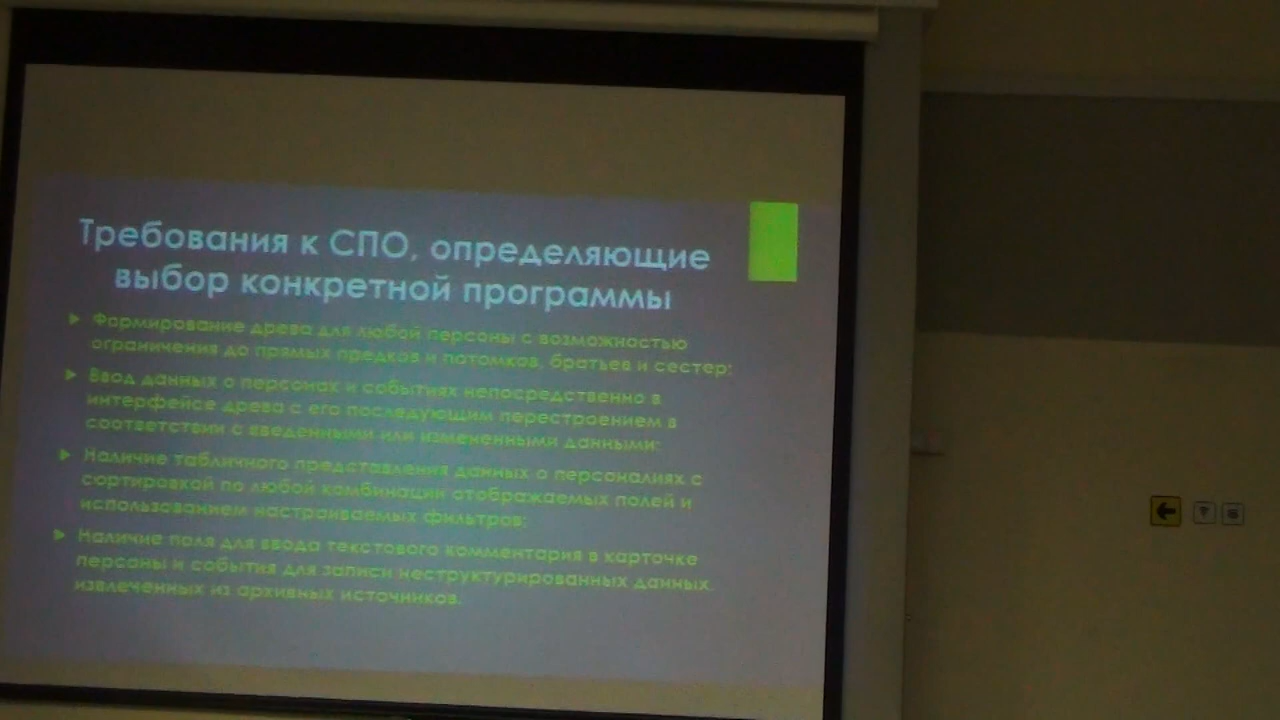 Требования к СПО, определяющие
выбор конкретной программы
Формирование древа для любой персоны с возможностью
ограничения до прямых предков и потомков, братьев и сестер;
Ввод данных о персонах и событиях непосредственно в
интерфейсе древа с его последующим перестроением в
соответствии с введенными или измененными данными;
Наличие табличного представления данных о персоналиях с
сортировкой по любой комбинации отображаемых полей и
использованием настраиваемых фильтров;
Наличие поля для ввода текстового комментария в карточке
персоны и события для записи неструктурированных данных,
извлеченных из архивных источников.